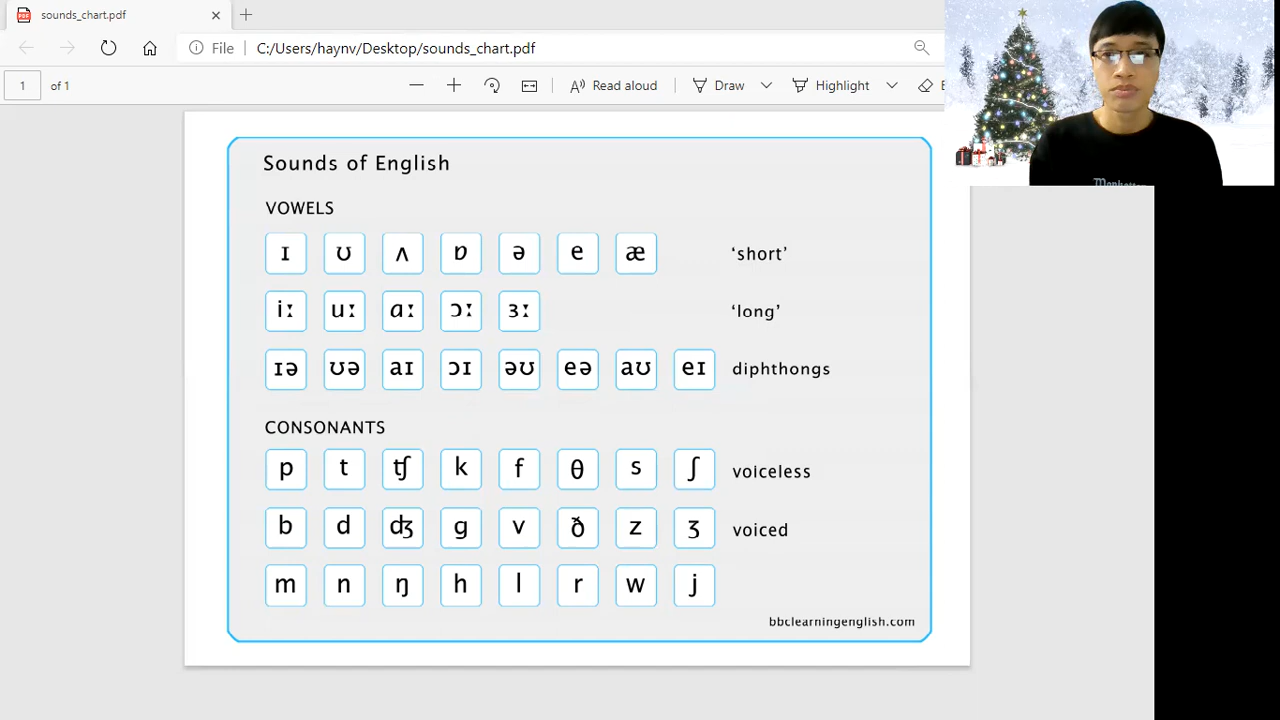 sounds_chart.pdf
File C:/Users/haynv/Desktop/sounds_chart.pdf
1 of 1 Read aloud Draw Highlight
Sounds of English
VOWELS
ɪ ʊ ʌ ɒ ə e æ ‘short’
iː uː ɑː ɔː ɜː ‘long’
ɪə ʊə aɪ ɔɪ əʊ eə aʊ eɪ diphthongs
CONSONANTS
p t ʧ k f θ s ʃ voiceless
b d ʤ g v ð z ʒ voiced
m n ŋ h l r w j
bbclearningenglish.com